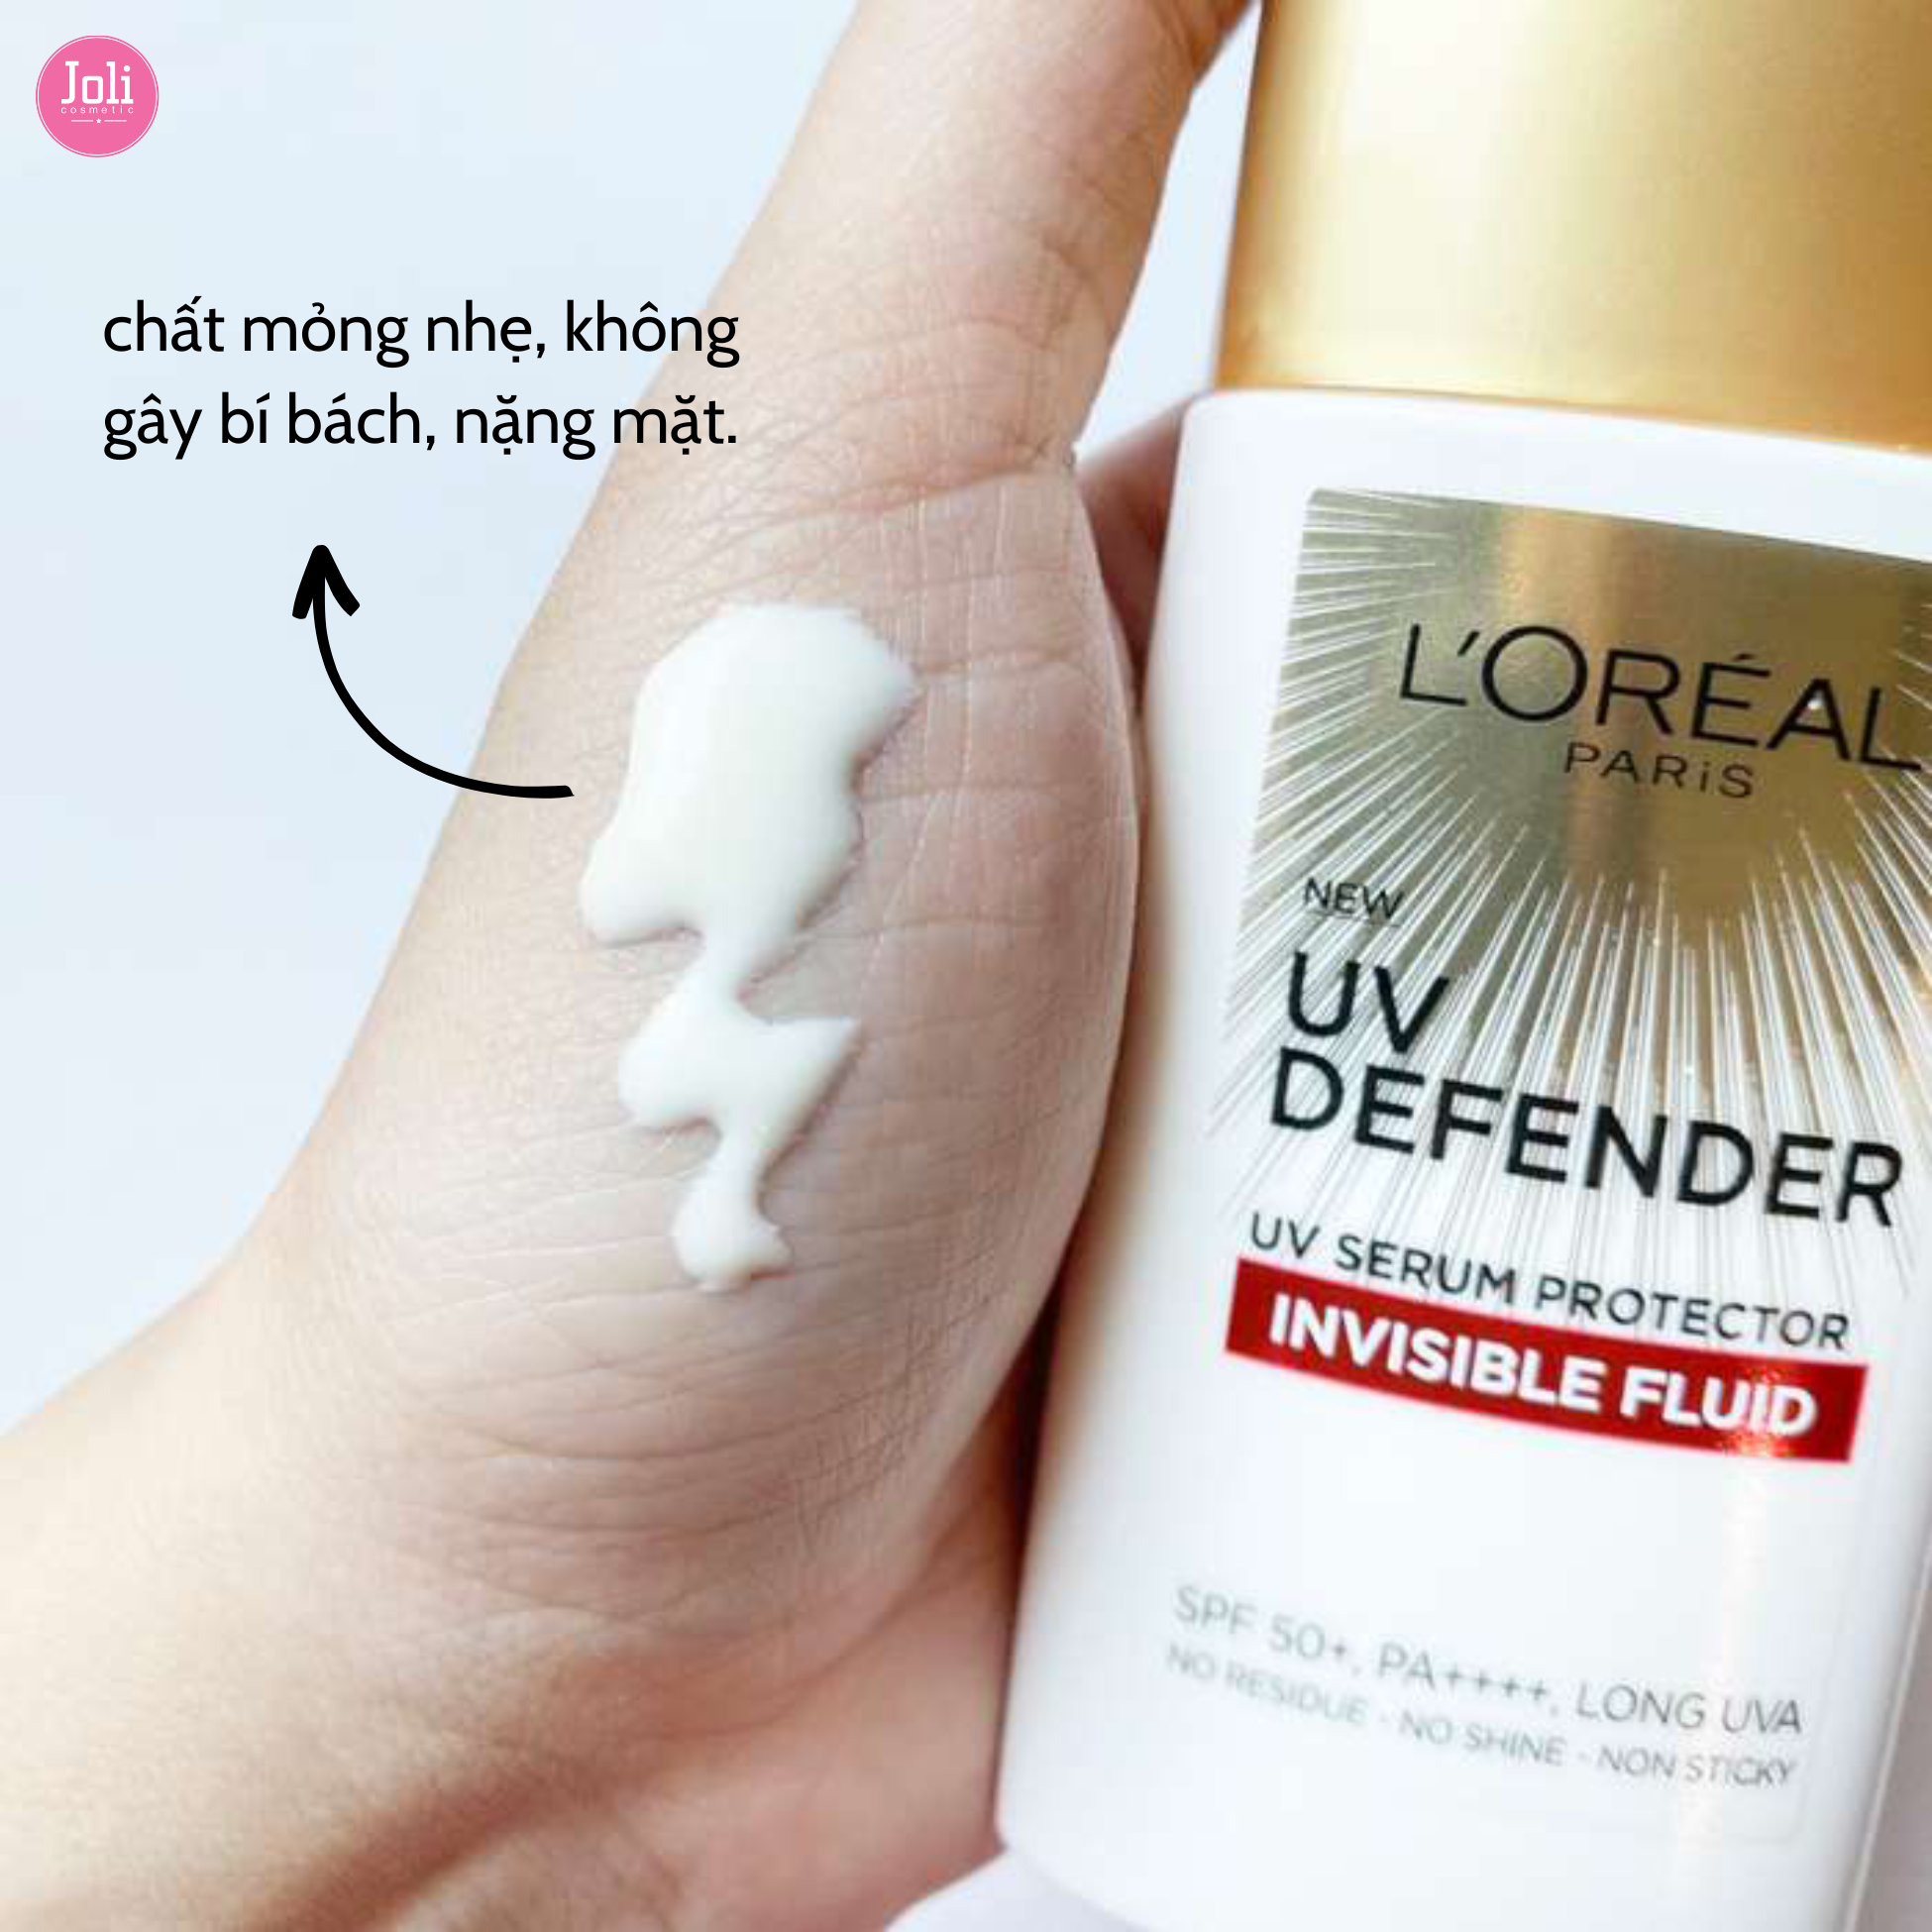 Joli
cosmetic
chất mỏng nhẹ, không
gây bí bách, nặng mặt.
L'ORÉAL
PARiS
NEW
UV
DEFENDER
UV SERUM PROTECTOR
INVISIBLE FLUID
SPF 50+, PA++++, LONG UVA
NO RESIDUE - NO SHINE - NON STICKY